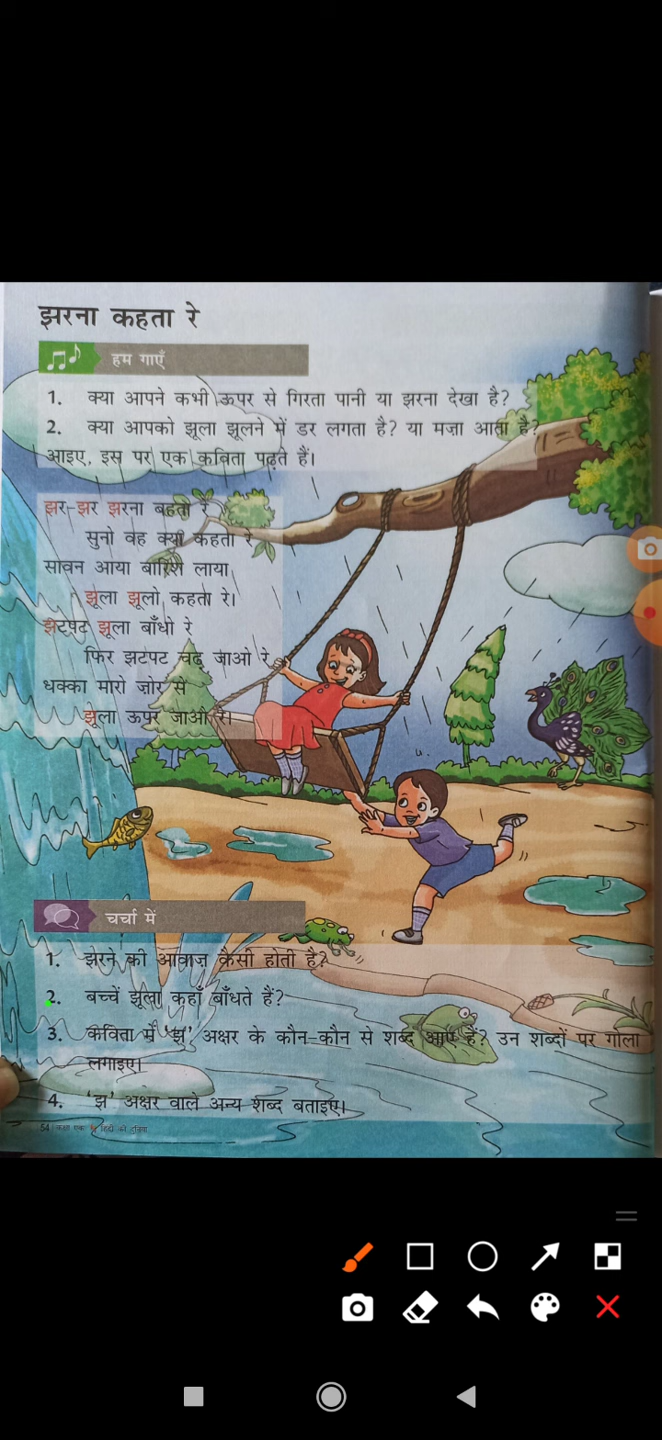 झरना कहता रे
हम गाएँ
1. क्या आपने कभी ऊपर से गिरता पानी या झरना देखा है?
2. क्या आपको झूला झूलने में डर लगता है? या मजा आता है?
आइए, इस पर एक कविता पढ़ते हैं।
झर-झर झरना बहता रे
सुनो वह क्या कहता रे
सावन आया बारिश लाया
झूला झूलो कहता रे।
झटपट झूला बाँधो रे
फिर झटपट चढ़ जाओ रे
धक्का मारो जोर से
झूला ऊपर जाओ रे।
चर्चा में
1. झरने की आवाज़ कैसी होती है?
2. बच्चें झूला कहाँ बाँधते हैं?
3. कविता में 'झ' अक्षर के कौन-कौन से शब्द आएँ हैं? उन शब्दों पर गोला
लगाइए।
4. 'झ' अक्षर वाले अन्य शब्द बताइए।
54